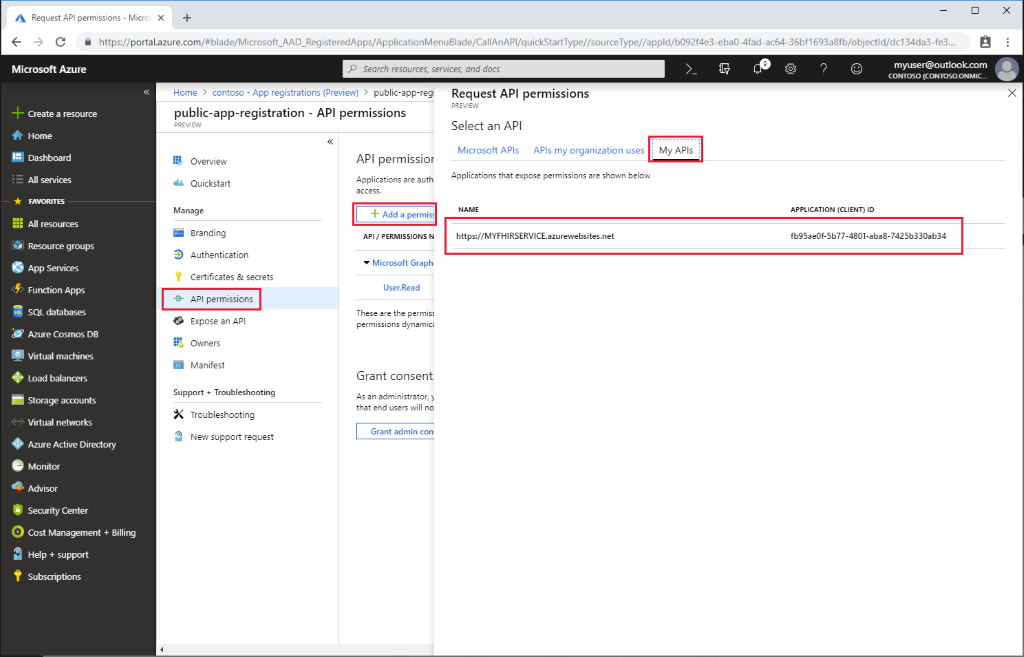 Request API permissions - Micros
https://portal.azure.com/#blade/Microsoft_AAD_RegisteredApps/ApplicationMenuBlade/CallAnAPI/quickStartType//sourceType//appId/b092f4e3-eba0-4fad-ac64-36bf1693a8fb/objectId/dc134da3-fe3...
Microsoft Azure
Search resources, services, and docs
9
myuser@outlook.com
CONTOSO (CONTOSO.ONMIC...
Create a resource
Home
Dashboard
All services
FAVORITES
All resources
Resource groups
App Services
Function Apps
SQL databases
Azure Cosmos DB
Virtual machines
Load balancers
Storage accounts
Virtual networks
Azure Active Directory
Monitor
Advisor
Security Center
Cost Management + Billing
Help + support
Subscriptions
Home > contoso - App registrations (Preview) > public-app-reg
public-app-registration - API permissions
PREVIEW
Overview
Quickstart
Manage
Branding
Authentication
Certificates & secrets
API permissions
Expose an API
Owners
Manifest
Support + Troubleshooting
Troubleshooting
New support request
API permission
Applications are auth
access.
+ Add a permiss
API / PERMISSIONS N
Microsoft Graph
User.Read
These are the permiss
permissions dynamica
Grant consent
As an administrator, y
that end users will no
Grant admin con
Request API permissions
PREVIEW
Select an API
Microsoft APIs
APIs my organization uses
My APIs
Applications that expose permissions are shown below
NAME
APPLICATION (CLIENT) ID
https://MYFHIRSERVICE.azurewebsites.net
fb95ae0f-5b77-4801-aba8-7425b330ab34